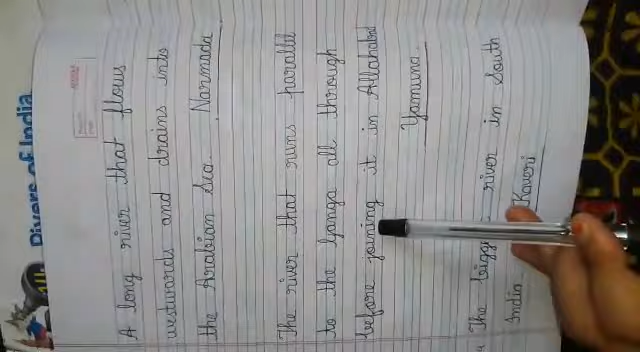 Rivers of India
A long river that flows
westwards and drains into
the Arabian Sea. Narmada
The river that runs parallel
to the Ganga all through
before joining it in Allahabad
Yamuna.
The bigge river in South
India Kaveri